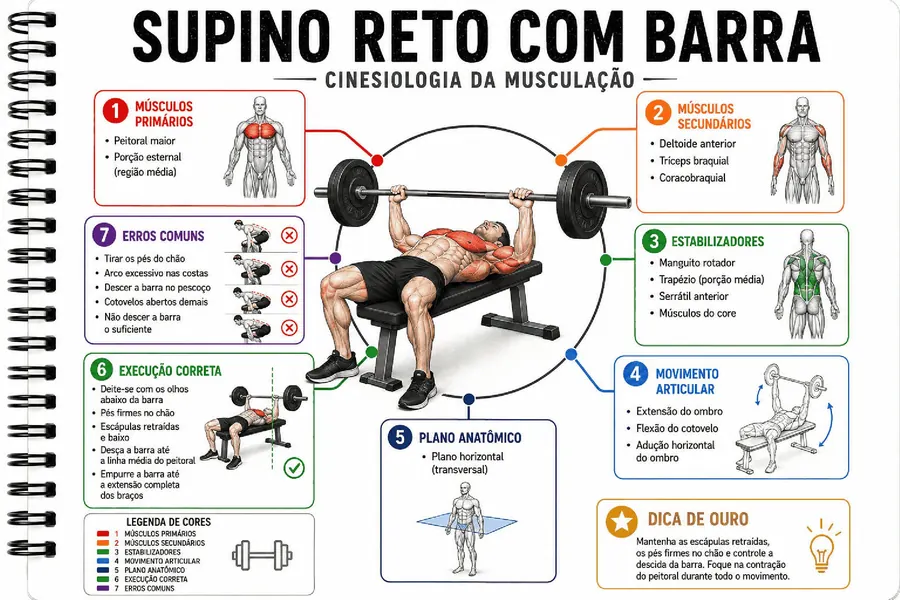 SUPINO RETO COM BARRA
CINESIOLOGIA DA MUSCULAÇÃO
1 MÚSCULOS
PRIMÁRIOS
• Peitoral maior
• Porção esternal
(região média)
2 MÚSCULOS
SECUNDÁRIOS
• Deltoide anterior
• Tríceps braquial
• Coracobraquial
7 ERROS COMUNS
• Tirar os pés do chão
• Arco excessivo nas costas
• Descer a barra no pescoço
• Cotovelos abertos demais
• Não descer a barra
o suficiente
3 ESTABILIZADORES
• Manguito rotador
• Trapézio (porção média)
• Serrátil anterior
• Músculos do core
6 EXECUÇÃO CORRETA
• Deite-se com os olhos
abaixo da barra
• Pés firmes no chão
• Escápulas retraídas
e baixo
• Desça a barra até
a linha média do peitoral
• Empurre a barra até
a extensão completa
dos braços
4 MOVIMENTO
ARTICULAR
• Extensão do ombro
• Flexão do cotovelo
• Adução horizontal
do ombro
5 PLANO ANATÔMICO
• Plano horizontal
(transversal)
LEGENDA DE CORES
1 MÚSCULOS PRIMÁRIOS
2 MÚSCULOS SECUNDÁRIOS
3 ESTABILIZADORES
4 MOVIMENTO ARTICULAR
5 PLANO ANATÔMICO
6 EXECUÇÃO CORRETA
7 ERROS COMUNS
DICA DE OURO
Mantenha as escápulas retraídas,
os pés firmes no chão e controle a
descida da barra. Foque na contração
do peitoral durante todo o movimento.